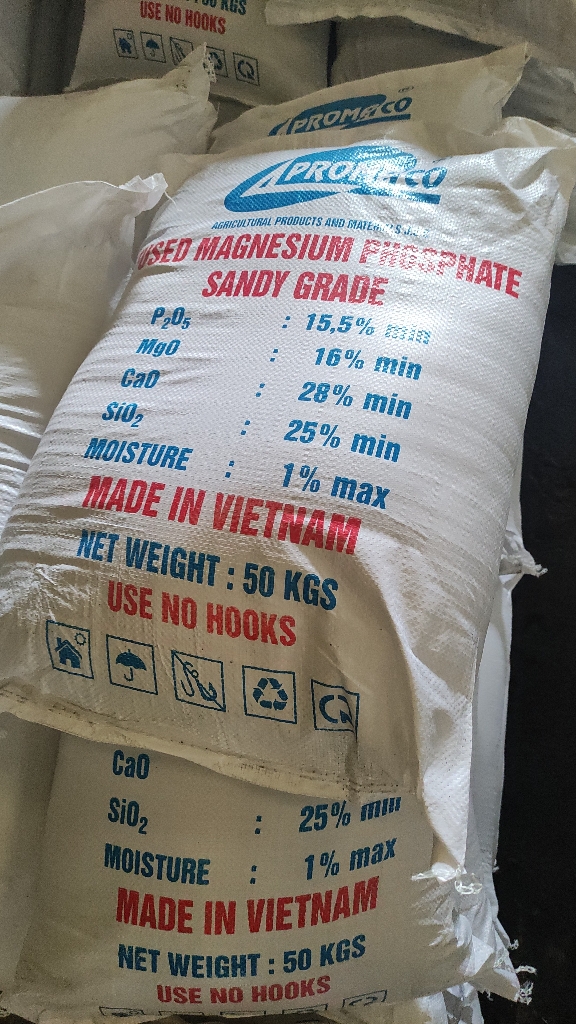 USE NO HOOKS
APROMACO
APROMACO
AGRICULTURAL PRODUCTS AND MATERIALS
USED MAGNESIUM PHOSPHATE
SANDY GRADE
P₂O₅ : 15,5% min
MgO : 16% min
CaO : 28% min
SiO₂ : 25% min
MOISTURE : 1% max
MADE IN VIETNAM
NET WEIGHT : 50 KGS
USE NO HOOKS
CaO
SiO₂ : 25% min
MOISTURE : 1% max
MADE IN VIETNAM
NET WEIGHT : 50 KGS
USE NO HOOKS